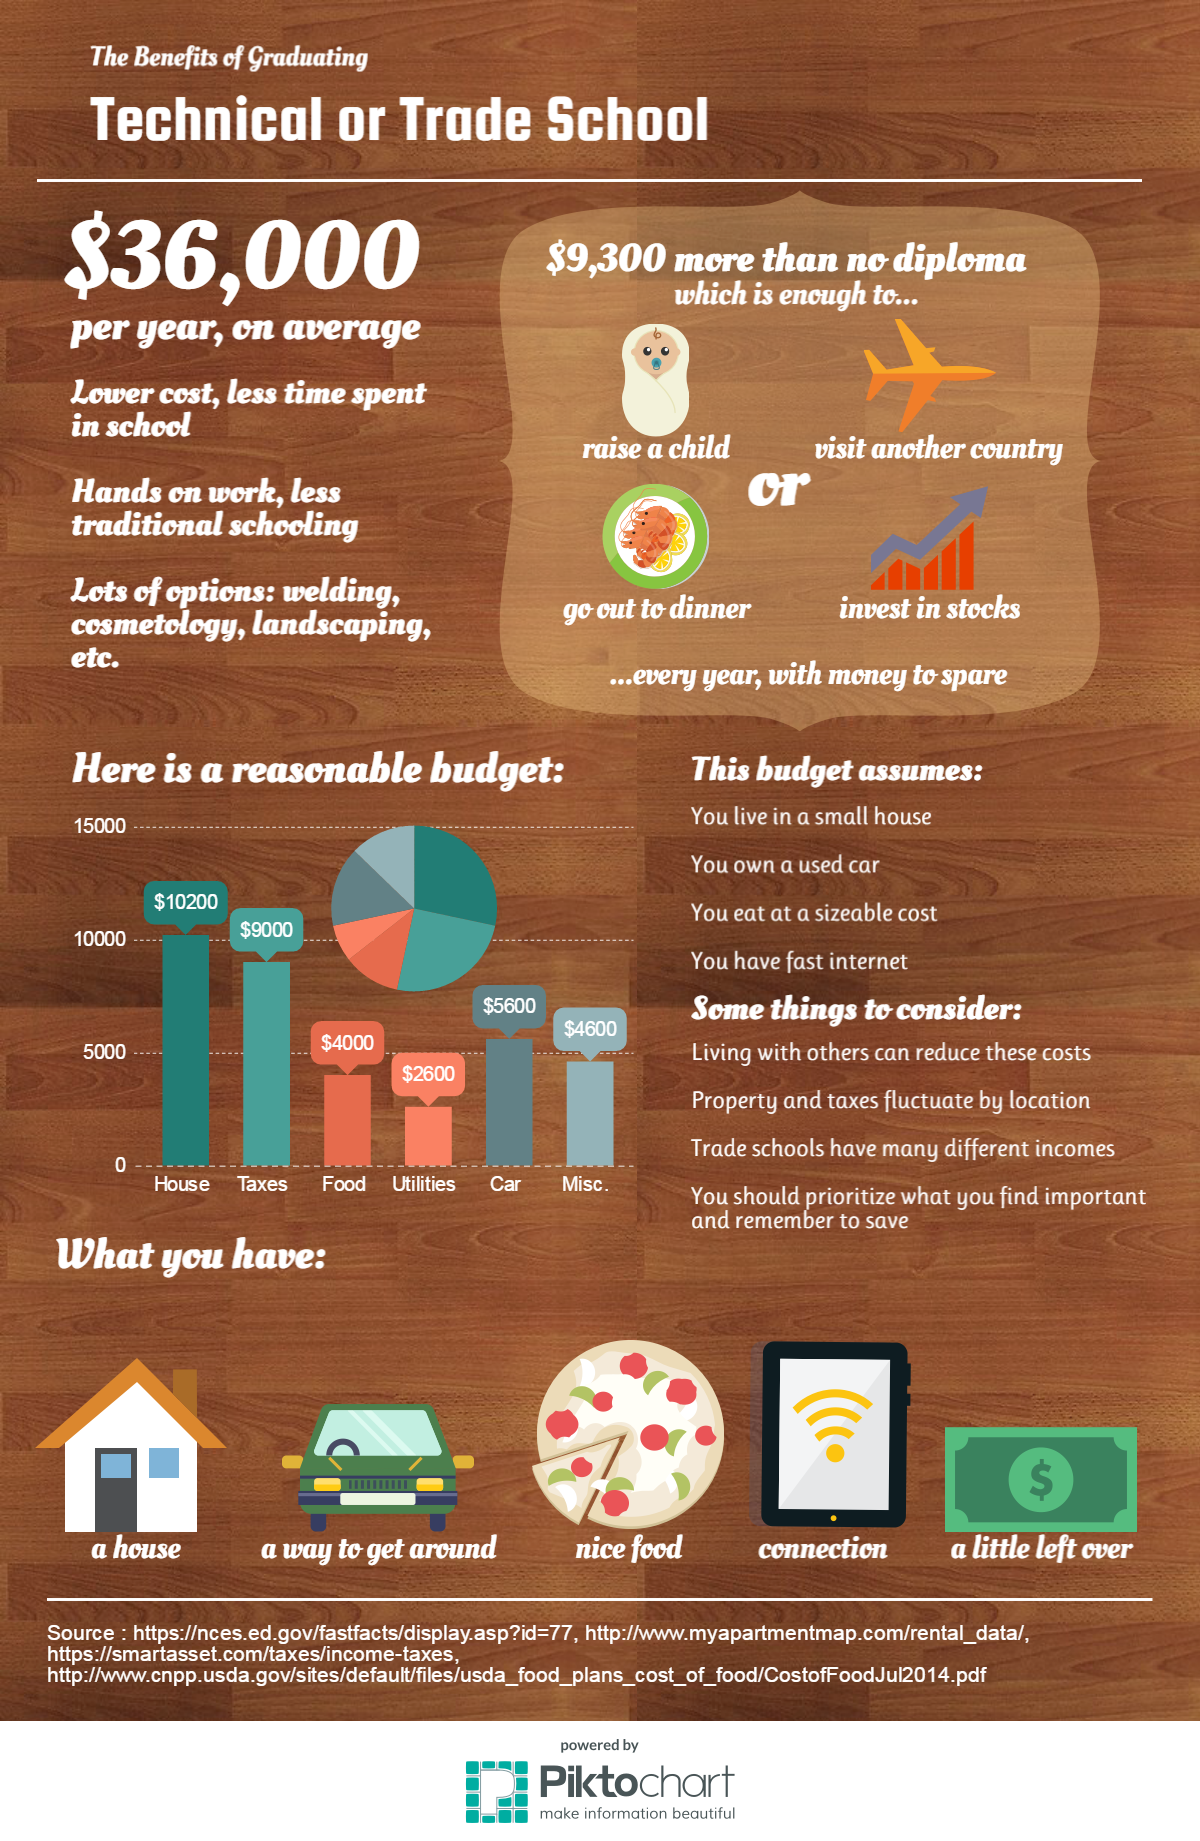 The Benefits of Graduating
Technical or Trade School
$36,000
per year, on average
Lower cost, less time spent
in school
Hands on work, less
traditional schooling
Lots of options: welding,
cosmetology, landscaping,
etc.
$9,300 more than no diploma
which is enough to...
raise a child
visit another country
or
go out to dinner
invest in stocks
...every year, with money to spare
Here is a reasonable budget:
15000
10000
5000
0
$10200
$9000
$4000
$2600
$5600
$4600
House
Taxes
Food
Utilities
Car
Misc.
This budget assumes:
You live in a small house
You own a used car
You eat at a sizeable cost
You have fast internet
Some things to consider:
Living with others can reduce these costs
Property and taxes fluctuate by location
Trade schools have many different incomes
You should prioritize what you find important
and remember to save
What you have:
$
a house
a way to get around
nice food
connection
a little left over
Source : https://nces.ed.gov/fastfacts/display.asp?id=77, http://www.myapartmentmap.com/rental_data/,
https://smartasset.com/taxes/income-taxes,
http://www.cnpp.usda.gov/sites/default/files/usda_food_plans_cost_of_food/CostofFoodJul2014.pdf
powered by
Piktochart
make information beautiful